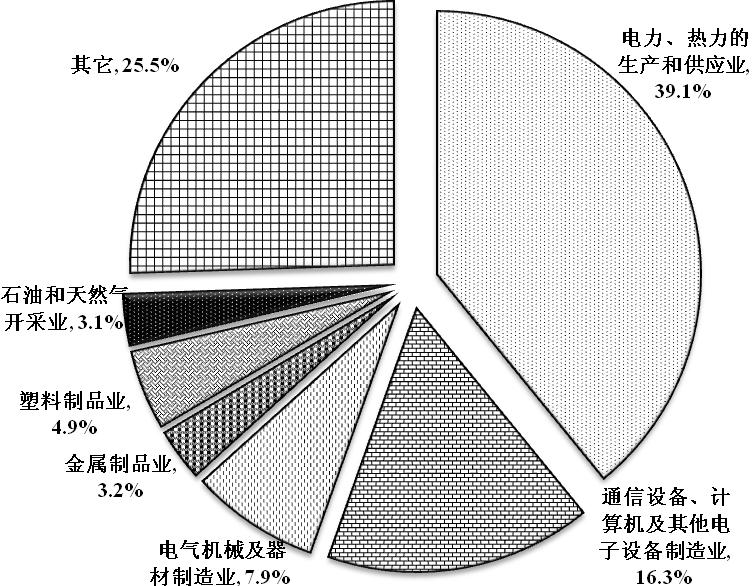 其它, 25.5%
电力、热力的
生产和供应业,
39.1%
石油和天然气
开采业, 3.1%
塑料制品业,
4.9%
金属制品业,
3.2%
电气机械及器
材制造业, 7.9%
通信设备、计
算机及其他电
子设备制造业,
16.3%